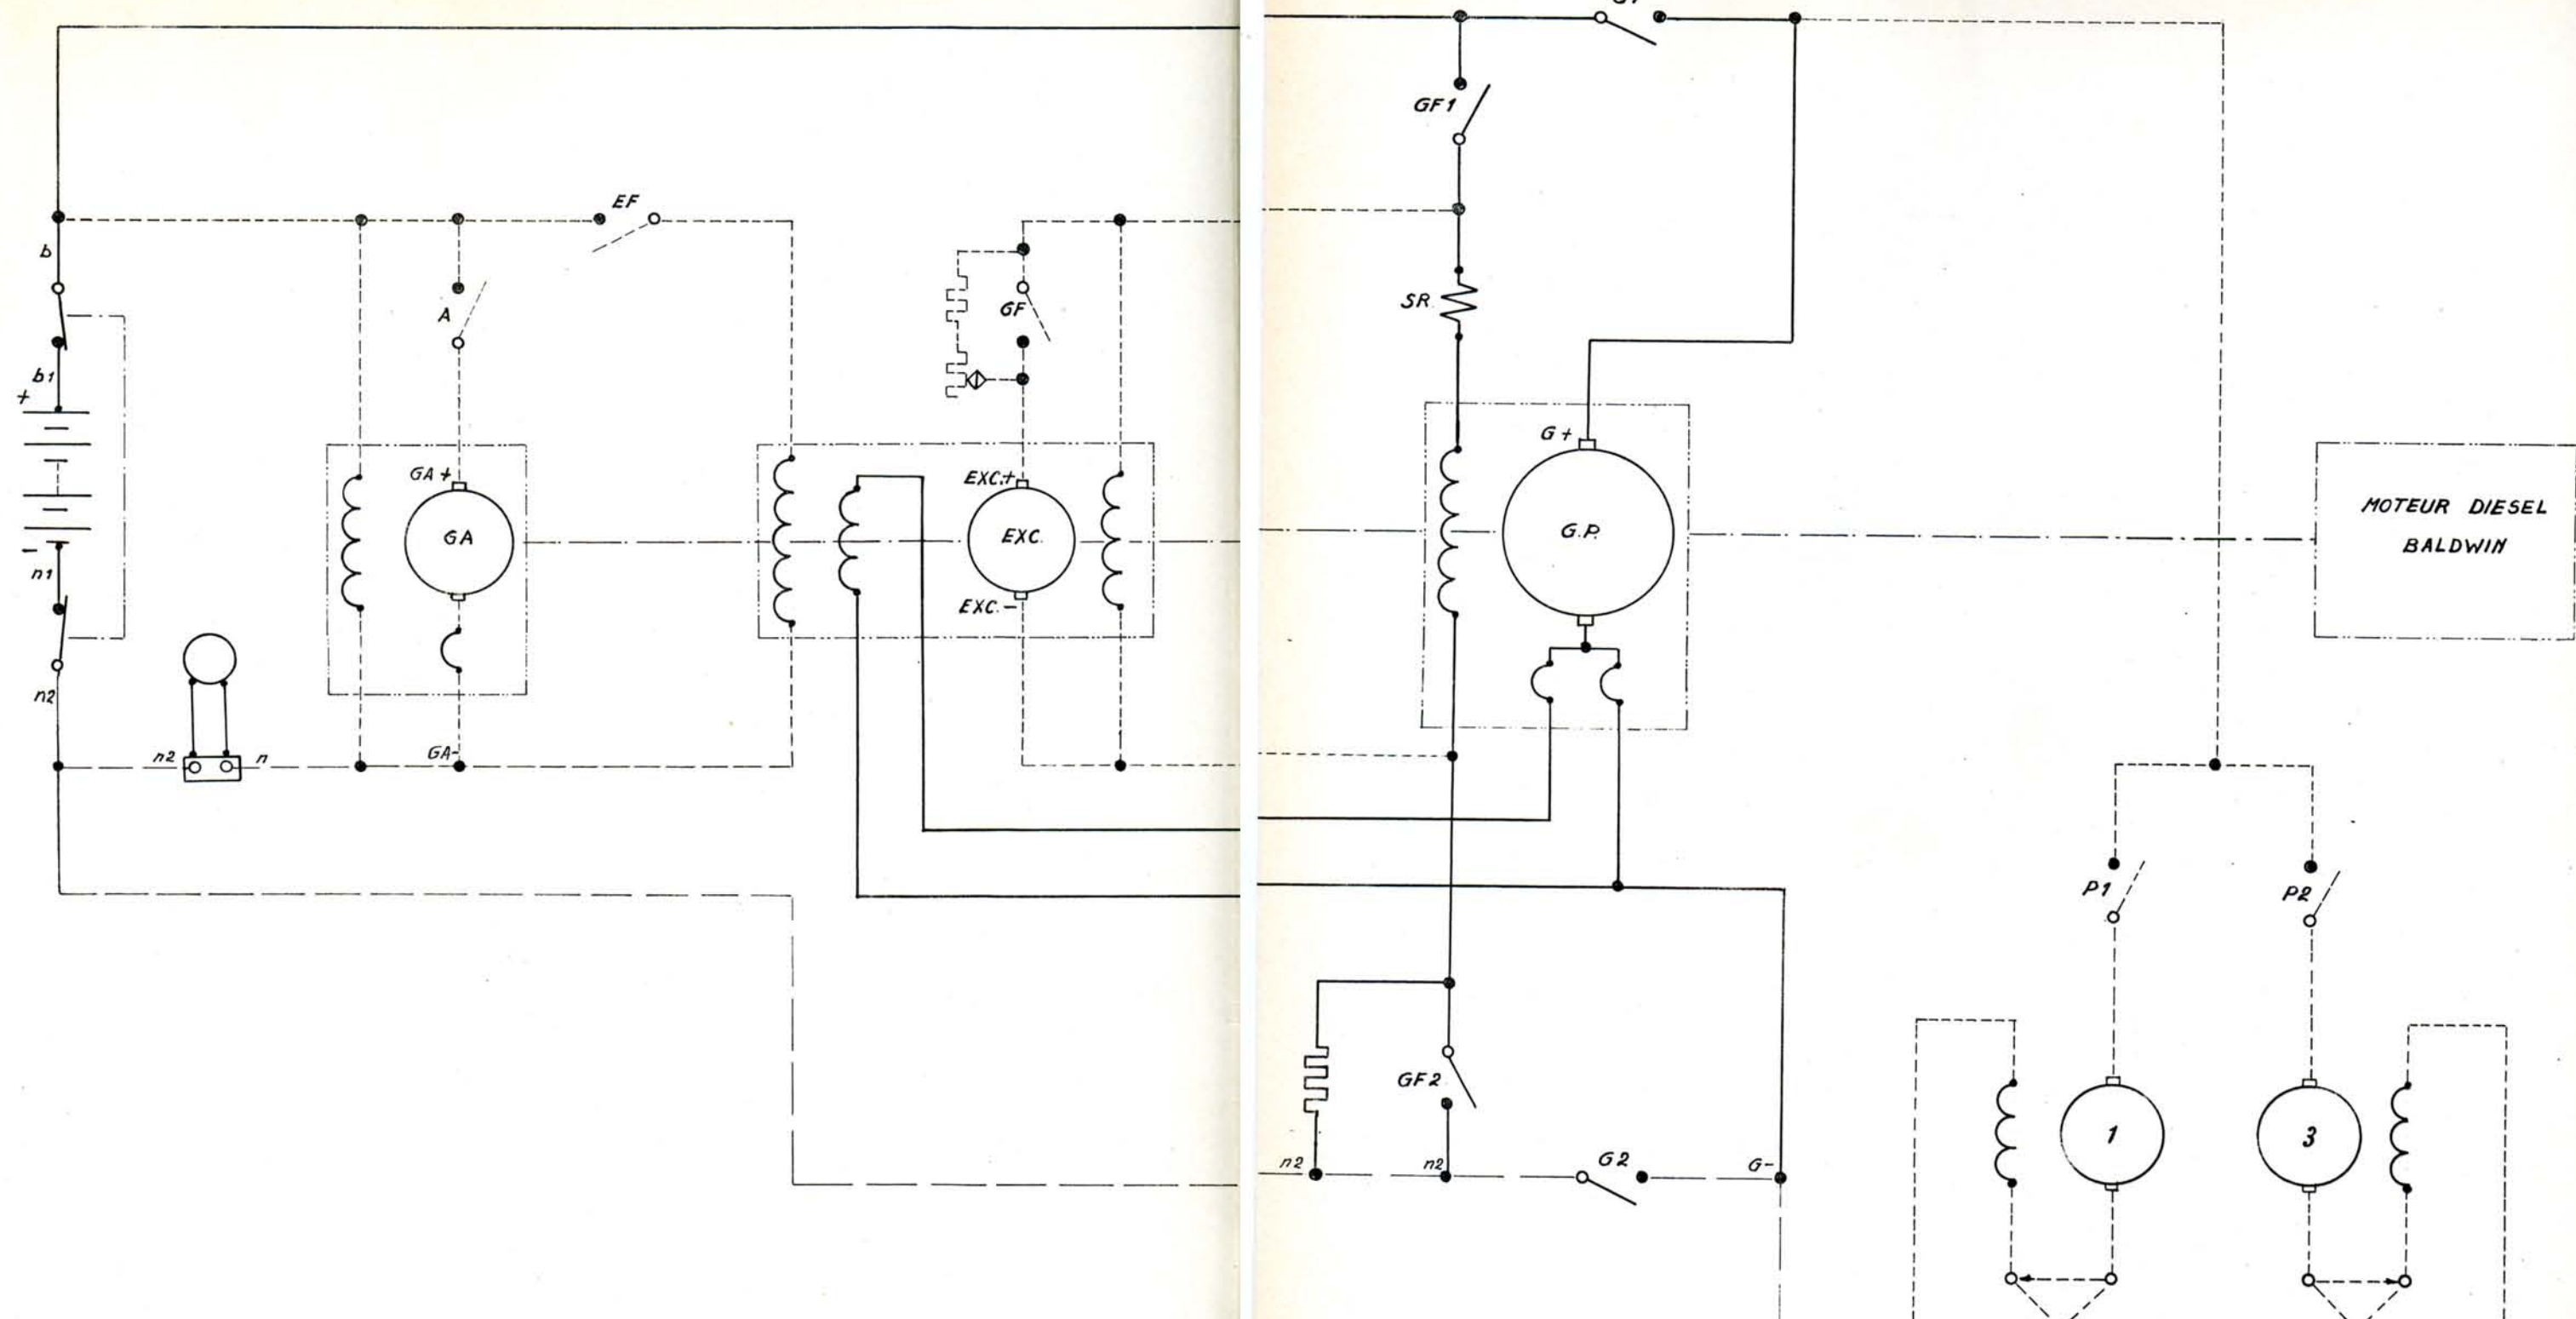 EF
b
GF1
A
GF
SR
b1
+
G+
GA+
EXC.+
MOTEUR DIESEL
BALDWIN
GA
EXC.
G.P.
-
n1
EXC.-
n2
n2
n
GA-
P1
P2
GF2
1
3
n2
n2
G2
G-